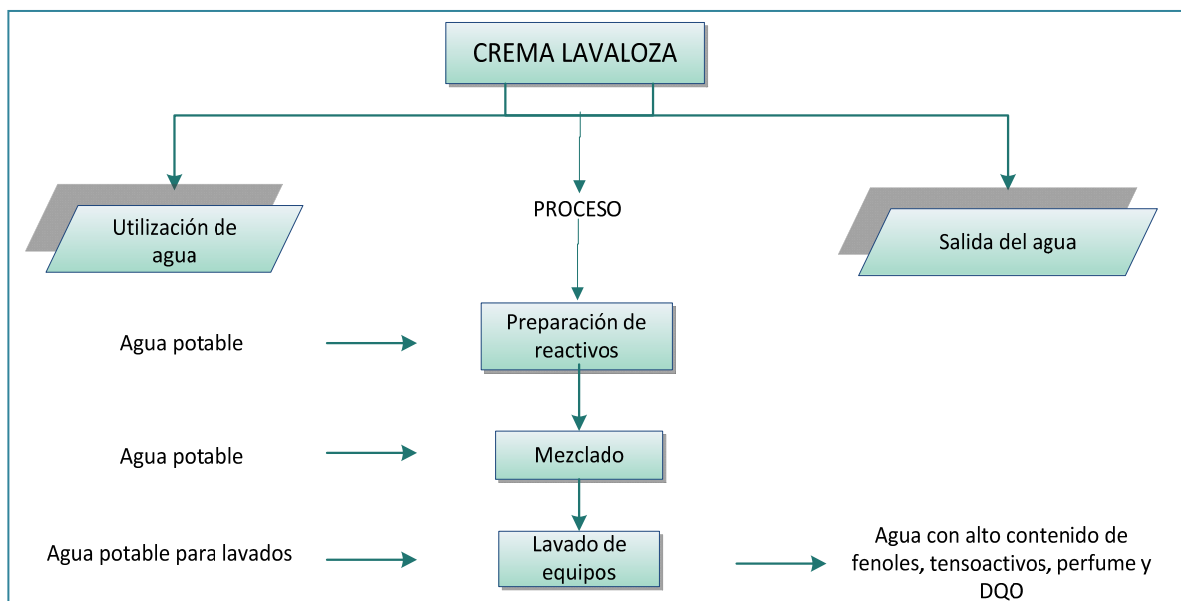 CREMA LAVALOZA
Utilización de
agua
PROCESO
Salida del agua
Agua potable
Preparación de
reactivos
Agua potable
Mezclado
Agua potable para lavados
Lavado de
equipos
Agua con alto contenido de
fenoles, tensoactivos, perfume y
DQO